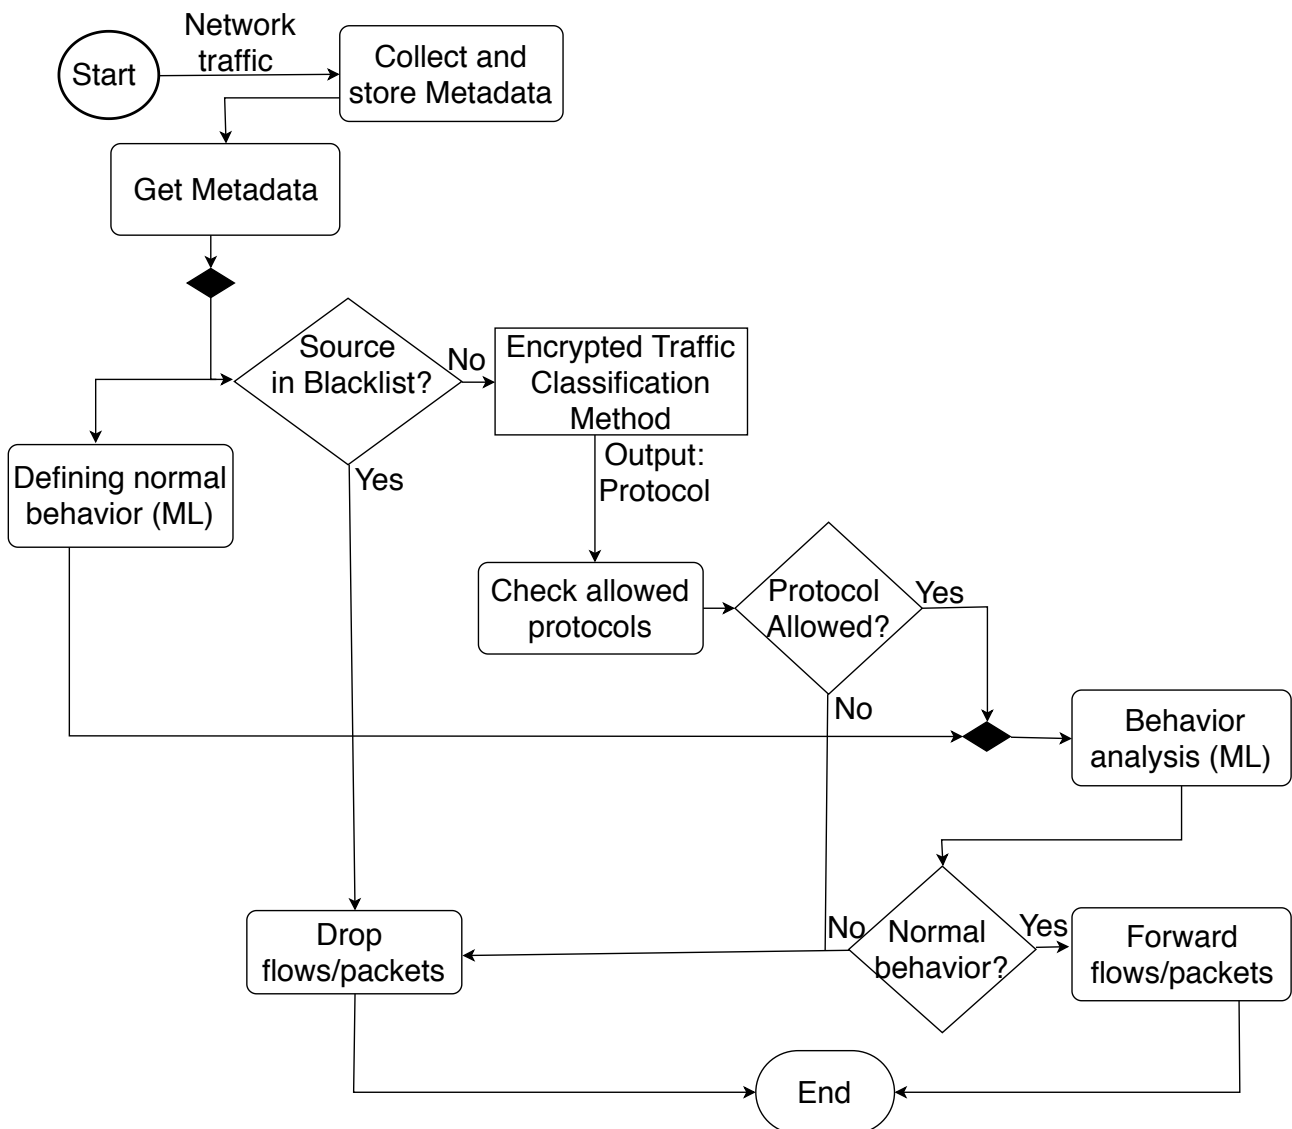 Network
traffic
Start
Collect and
store Metadata
Get Metadata
Source
in Blacklist?
No
Encrypted Traffic
Classification
Method
Yes
Output:
Protocol
Defining normal
behavior (ML)
Check allowed
protocols
Protocol
Allowed?
Yes
No
Behavior
analysis (ML)
Drop
flows/packets
No
Normal
behavior?
Yes
Forward
flows/packets
End